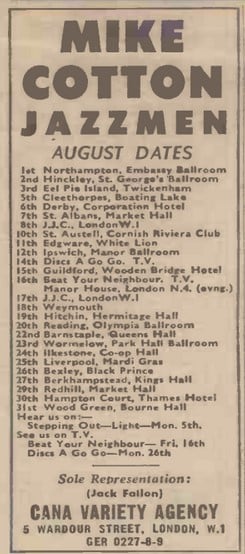 MIKE
COTTON
JAZZMEN
AUGUST DATES
1st Northampton, Embassy Ballroom
2nd Hinckley, St. George's Ballroom
3rd Eel Pie Island, Twickenham
5th Cleethorpes, Boating Lake
6th Derby, Corporation Hotel
7th St. Albans, Market Hall
8th J.J.C., London W.1
10th St. Austell, Cornish Riviera Club
11th Edgware, White Lion
12th Ipswich, Manor Ballroom
14th Discs A Go Go. T.V.
15th Guildford, Wooden Bridge Hotel
16th Beat Your Neighbour. T.V.
Manor House, London N.4. (evng.)
17th J.J.C., London W.1
18th Weymouth
19th Hitchin, Hermitage Hall
20th Reading, Olympia Ballroom
22nd Barnstaple, Queens Hall
23rd Wormelow, Park Hall Ballroom
24th Ilkestone, Co-op Hall
25th Liverpool, Mardi Gras
26th Bexley, Black Prince
27th Berkhampstead, Kings Hall
29th Redhill, Market Hall
30th Hampton Court, Thames Hotel
31st Wood Green, Bourne Hall
Hear us on:—
Stepping Out—Light—Mon. 5th.
See us on T.V.
Beat Your Neighbour— Fri, 16th
Discs A Go Go—Mon. 26th
Sole Representation:
(Jack Fallon)
CANA VARIETY AGENCY
5 WARDOUR STREET, LONDON, W.1
GER 0227-8-9